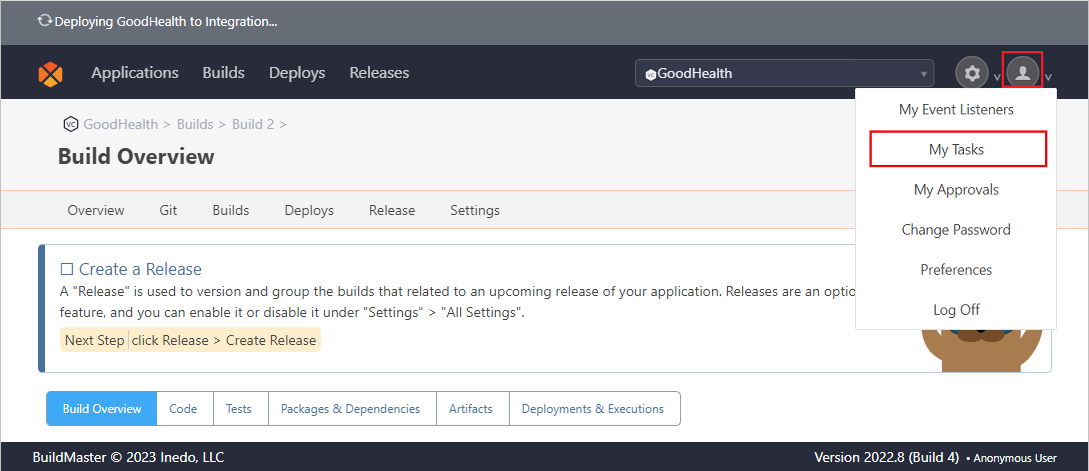 Deploying GoodHealth to Integration...
Applications Builds Deploys Releases
VC GoodHealth
VC GoodHealth > Builds > Build 2 >
Build Overview
My Event Listeners
My Tasks
My Approvals
Change Password
Preferences
Log Off
Overview Git Builds Deploys Release Settings
Create a Release
A "Release" is used to version and group the builds that related to an upcoming release of your application. Releases are an optio
feature, and you can enable it or disable it under "Settings" > "All Settings".
Next Step click Release > Create Release
Build Overview Code Tests Packages & Dependencies Artifacts Deployments & Executions
BuildMaster © 2023 Inedo, LLC Version 2022.8 (Build 4) • Anonymous User